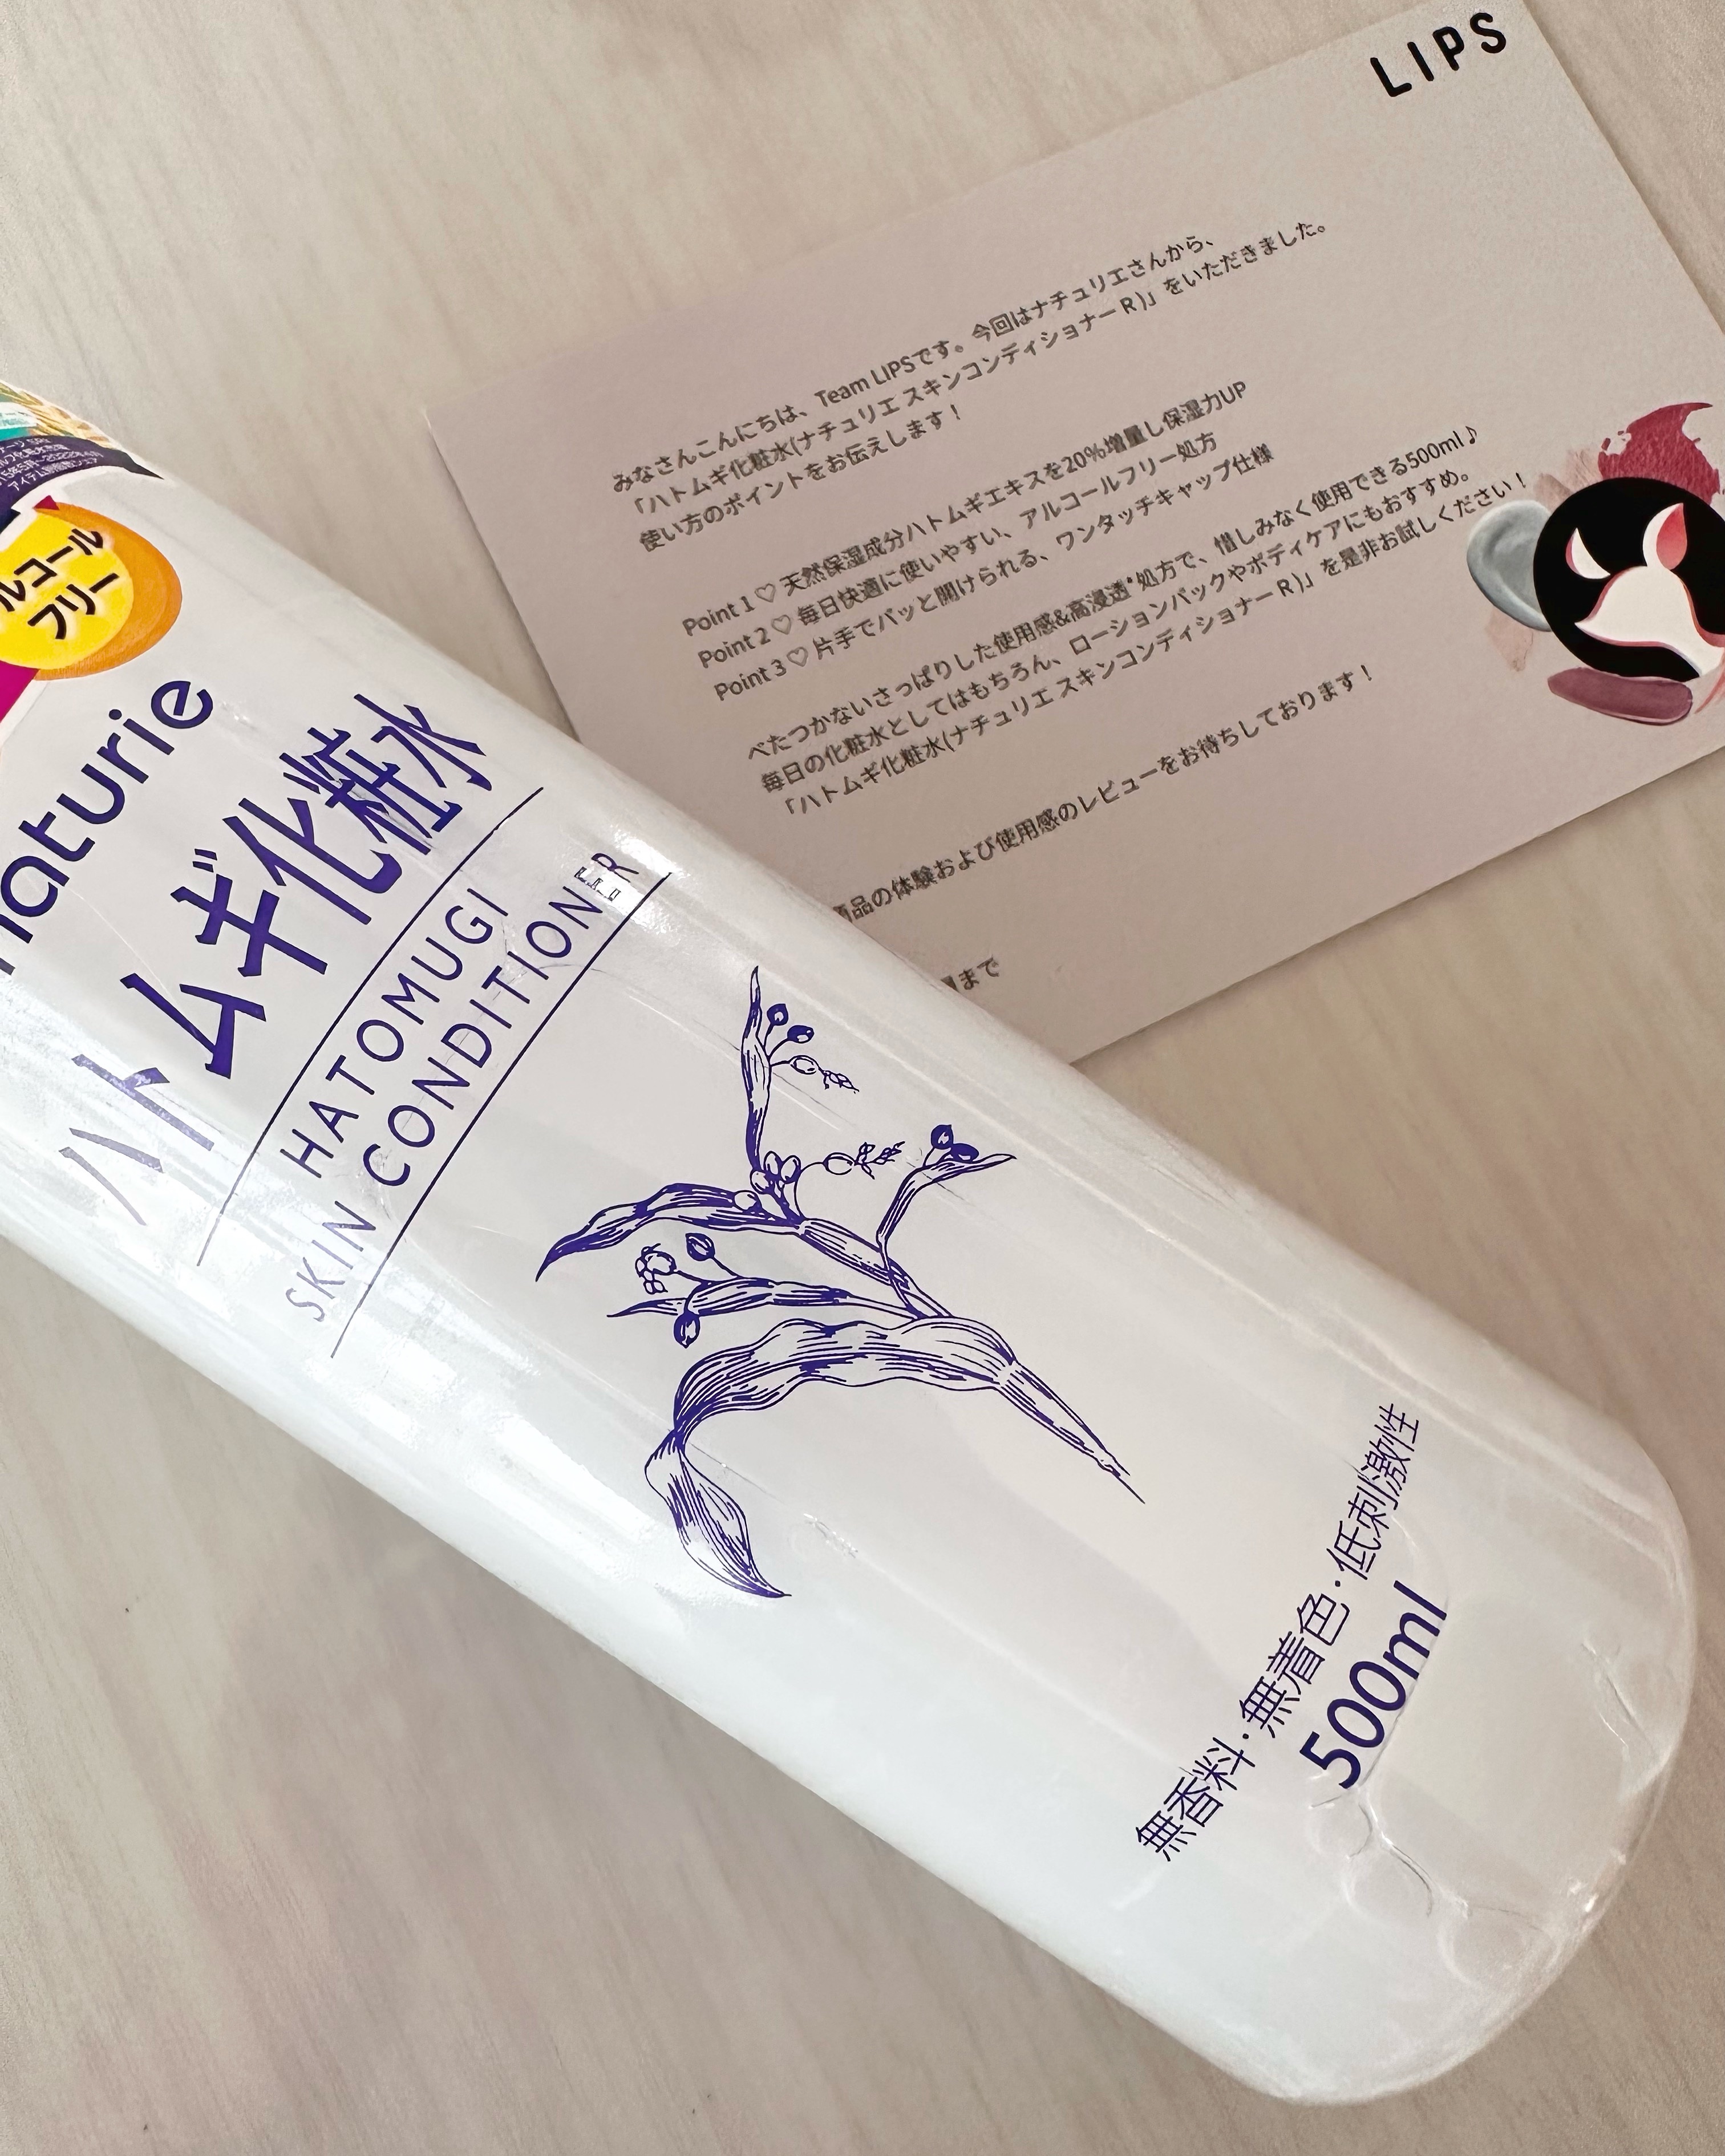 LIPS
みなさんこんにちは、Team LIPSです。今回はナチュリエさんから、
「ハトムギ化粧水(ナチュリエ スキンコンディショナー R)」をいただきました。
使い方のポイントをお伝えします！
Point 1♡天然保湿成分ハトムギエキスを20%増量し保湿力UP
Point 2♡毎日快適に使いやすい、アルコールフリー処方
Point 3♡片手でパッと開けられる、ワンタッチキャップ仕様
べたつかないさっぱりした使用感&高浸透*処方で、惜しみなく使用できる500ml♪
毎日の化粧水としてはもちろん、ローションパックやボディケアにもおすすめ。
「ハトムギ化粧水(ナチュリエ スキンコンディショナー R)」を是非お試しください！
商品の体験および使用感のレビューをお待ちしております！
まで
ルコール
フリー
naturie
ハトムギ化粧水
HATOMUGI
SKIN CONDITIONER
無香料・無着色・低刺激性
500ml